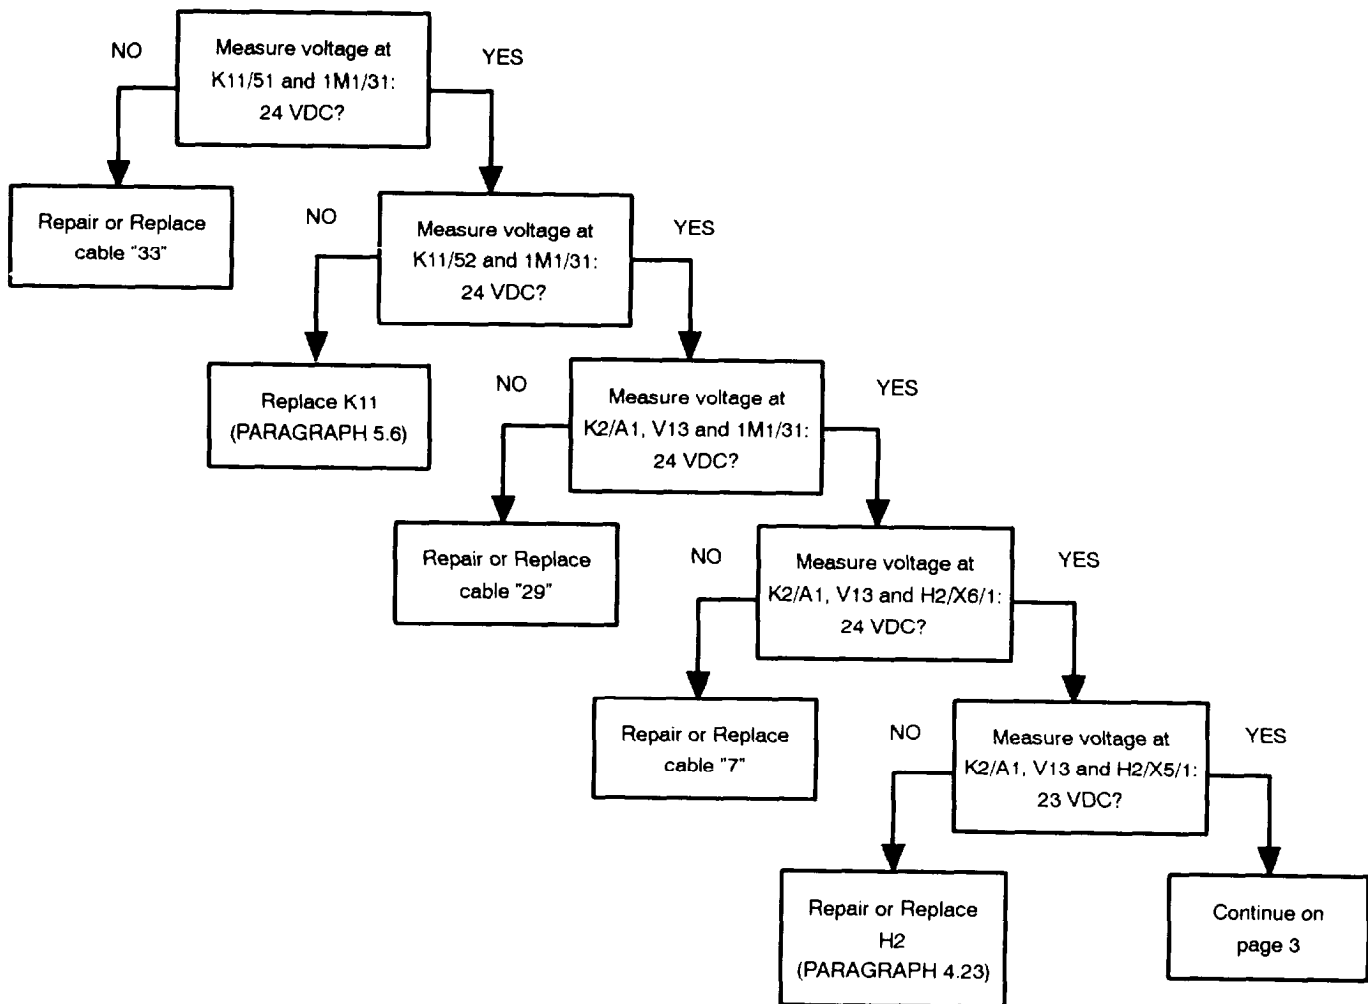 NO
Measure voltage at
K11/51 and 1M1/31:
24 VDC?
YES
Repair or Replace
cable "33"
NO
Measure voltage at
K11/52 and 1M1/31:
24 VDC?
YES
Replace K11
(PARAGRAPH 5.6)
NO
Measure voltage at
K2/A1, V13 and 1M1/31:
24 VDC?
YES
Repair or Replace
cable "29"
NO
Measure voltage at
K2/A1, V13 and H2/X6/1:
24 VDC?
YES
Repair or Replace
cable "7"
NO
Measure voltage at
K2/A1, V13 and H2/X5/1:
23 VDC?
YES
Repair or Replace
H2
(PARAGRAPH 4.23)
Continue on
page 3